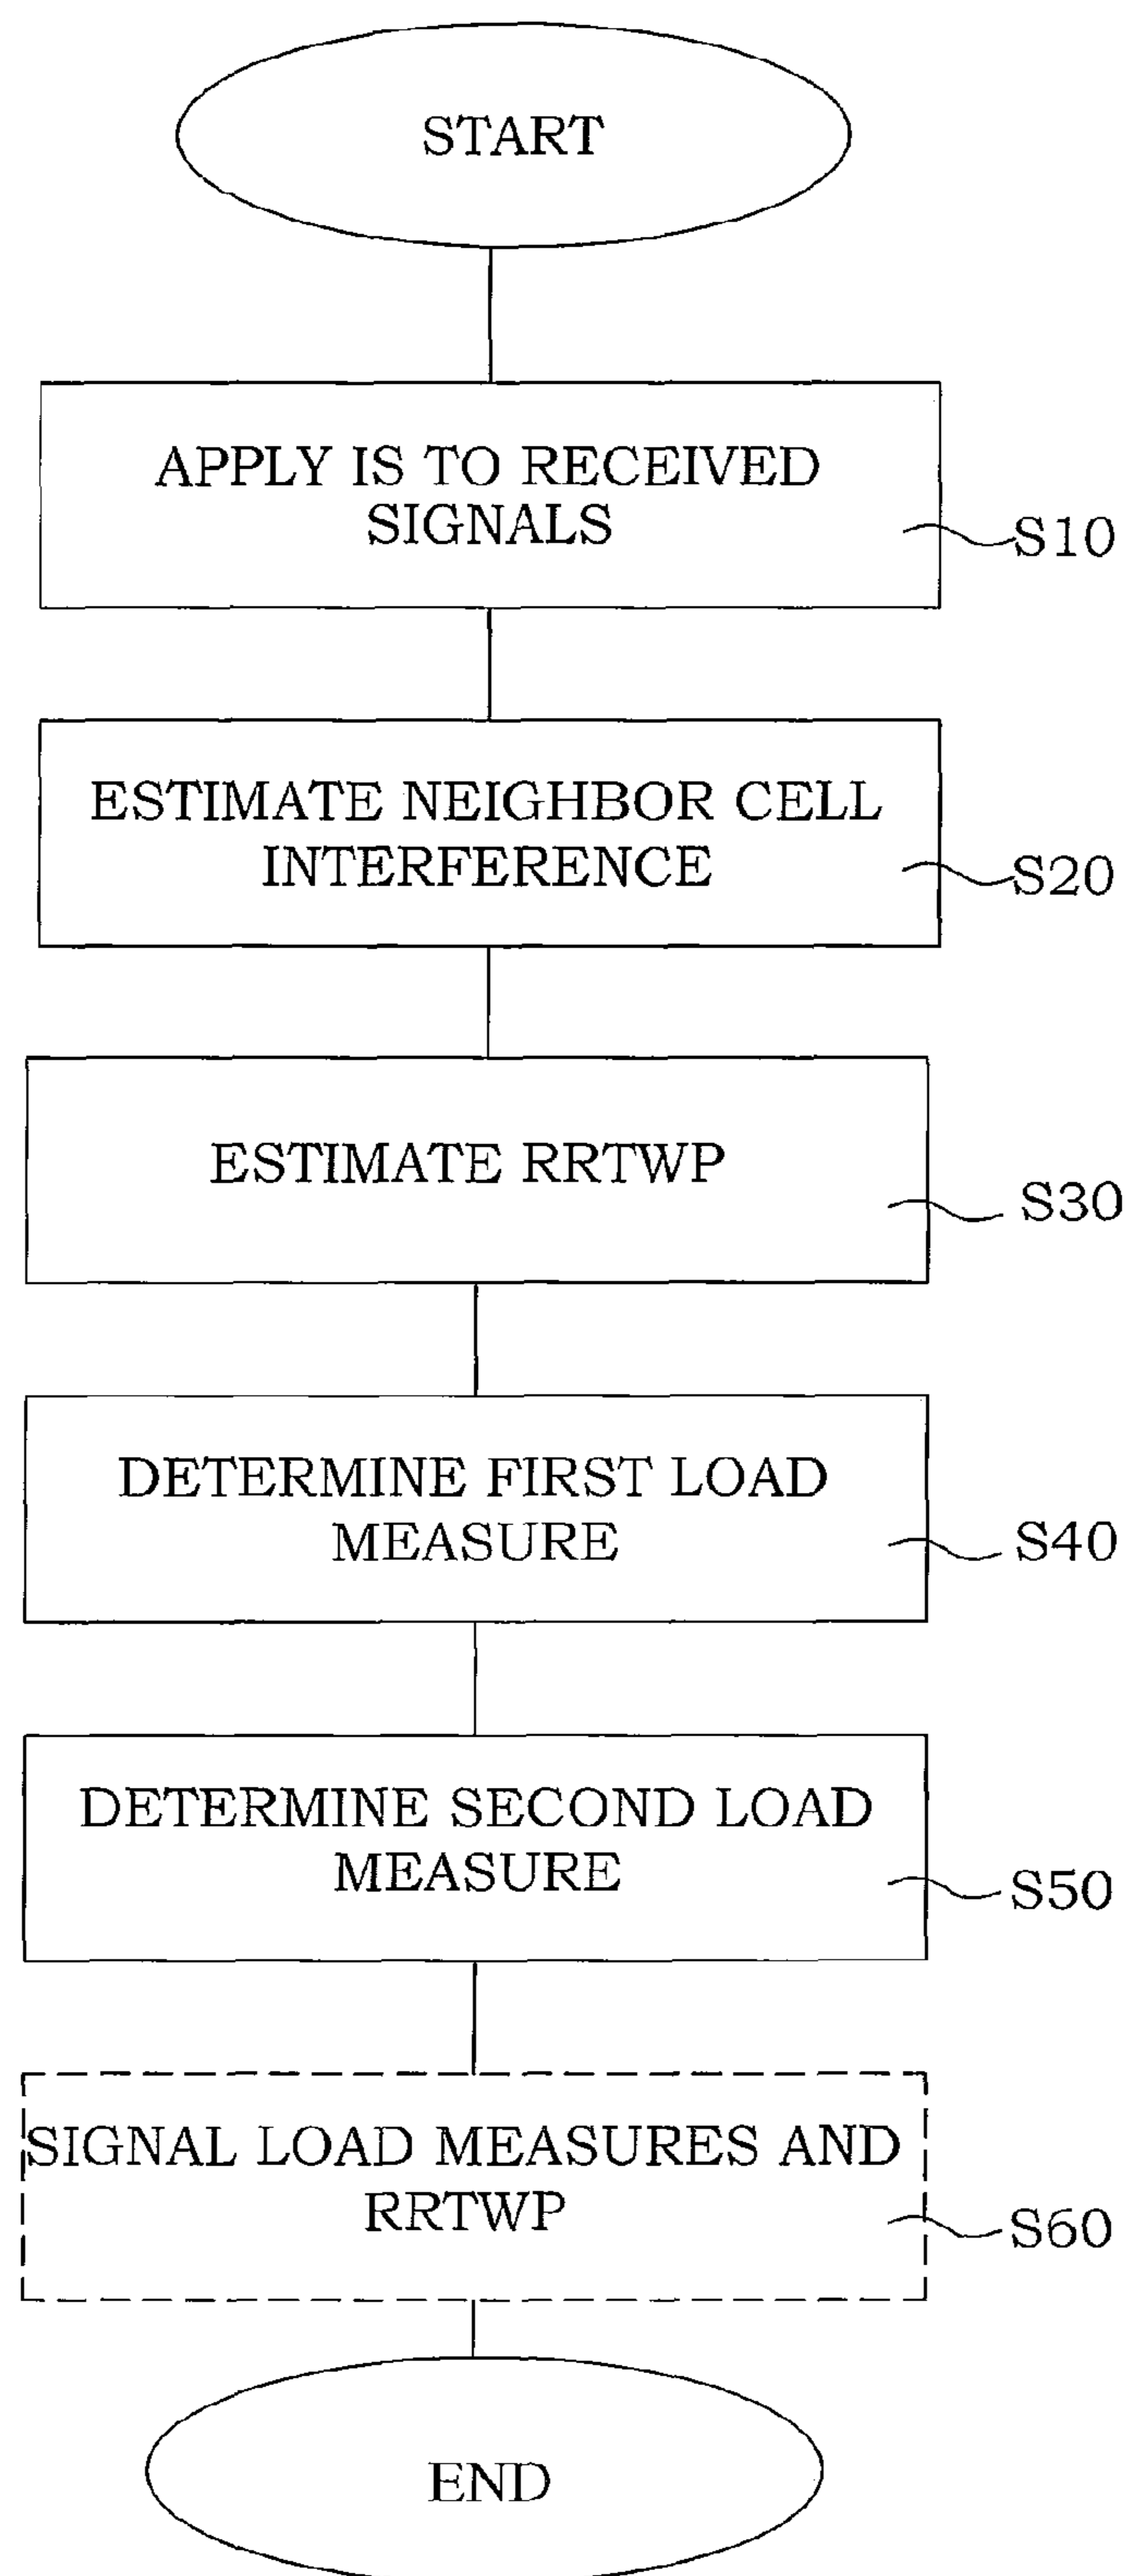 START
APPLY IS TO RECEIVED
SIGNALS
S10
ESTIMATE NEIGHBOR CELL
INTERFERENCE
S20
ESTIMATE RRTWP
S30
DETERMINE FIRST LOAD
MEASURE
S40
DETERMINE SECOND LOAD
MEASURE
S50
SIGNAL LOAD MEASURES AND
RRTWP
S60
END